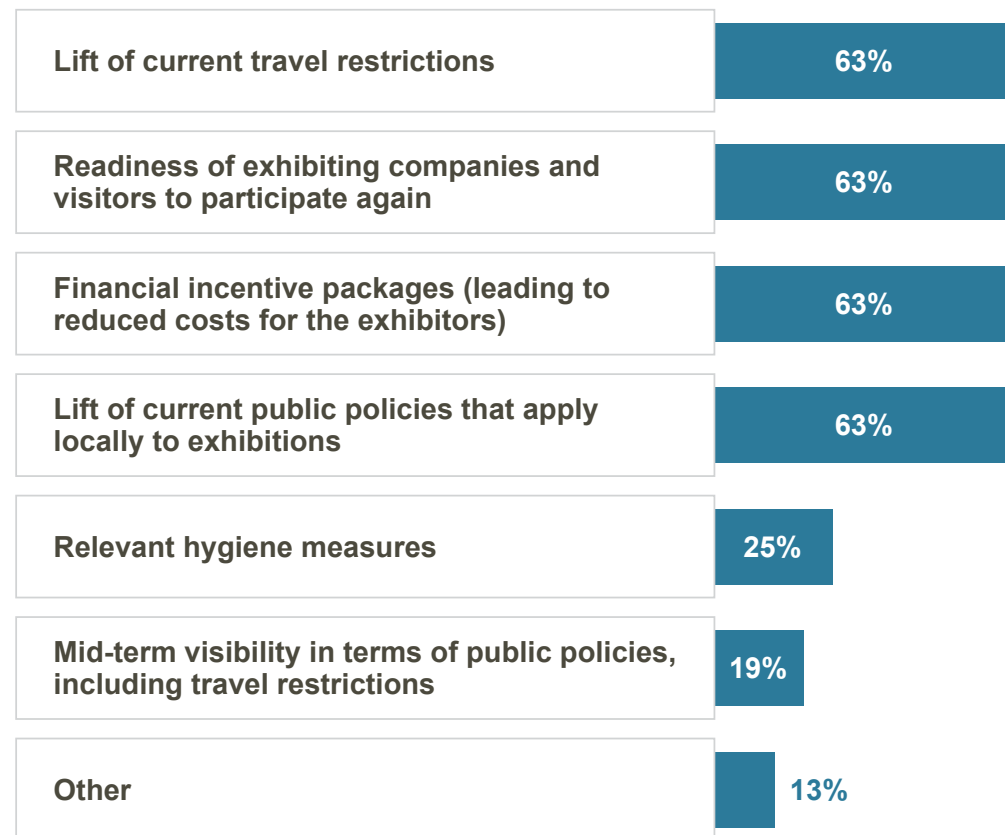 Lift of current travel restrictions
63%
Readiness of exhibiting companies and
visitors to participate again
63%
Financial incentive packages (leading to
reduced costs for the exhibitors)
63%
Lift of current public policies that apply
locally to exhibitions
63%
Relevant hygiene measures
25%
Mid-term visibility in terms of public policies,
including travel restrictions
19%
Other
13%